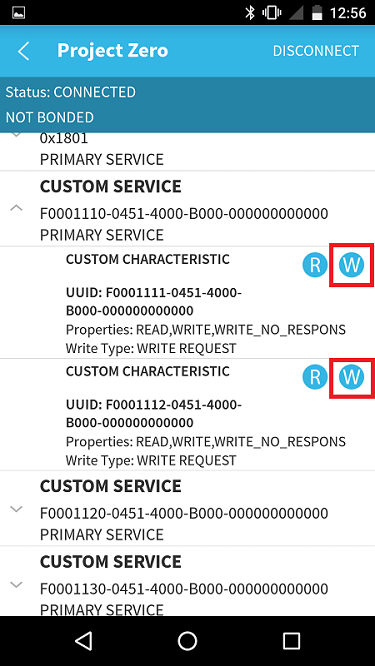 12:56
Project Zero DISCONNECT
Status: CONNECTED
NOT BONDED
0x1801
PRIMARY SERVICE
CUSTOM SERVICE
F0001110-0451-4000-B000-000000000000
PRIMARY SERVICE
CUSTOM CHARACTERISTIC R W
UUID: F0001111-0451-4000-
B000-000000000000
Properties: READ,WRITE,WRITE_NO_RESPONS
Write Type: WRITE REQUEST
CUSTOM CHARACTERISTIC R W
UUID: F0001112-0451-4000-
B000-000000000000
Properties: READ,WRITE,WRITE_NO_RESPONS
Write Type: WRITE REQUEST
CUSTOM SERVICE
F0001120-0451-4000-B000-000000000000
PRIMARY SERVICE
CUSTOM SERVICE
F0001130-0451-4000-B000-000000000000
PRIMARY SERVICE